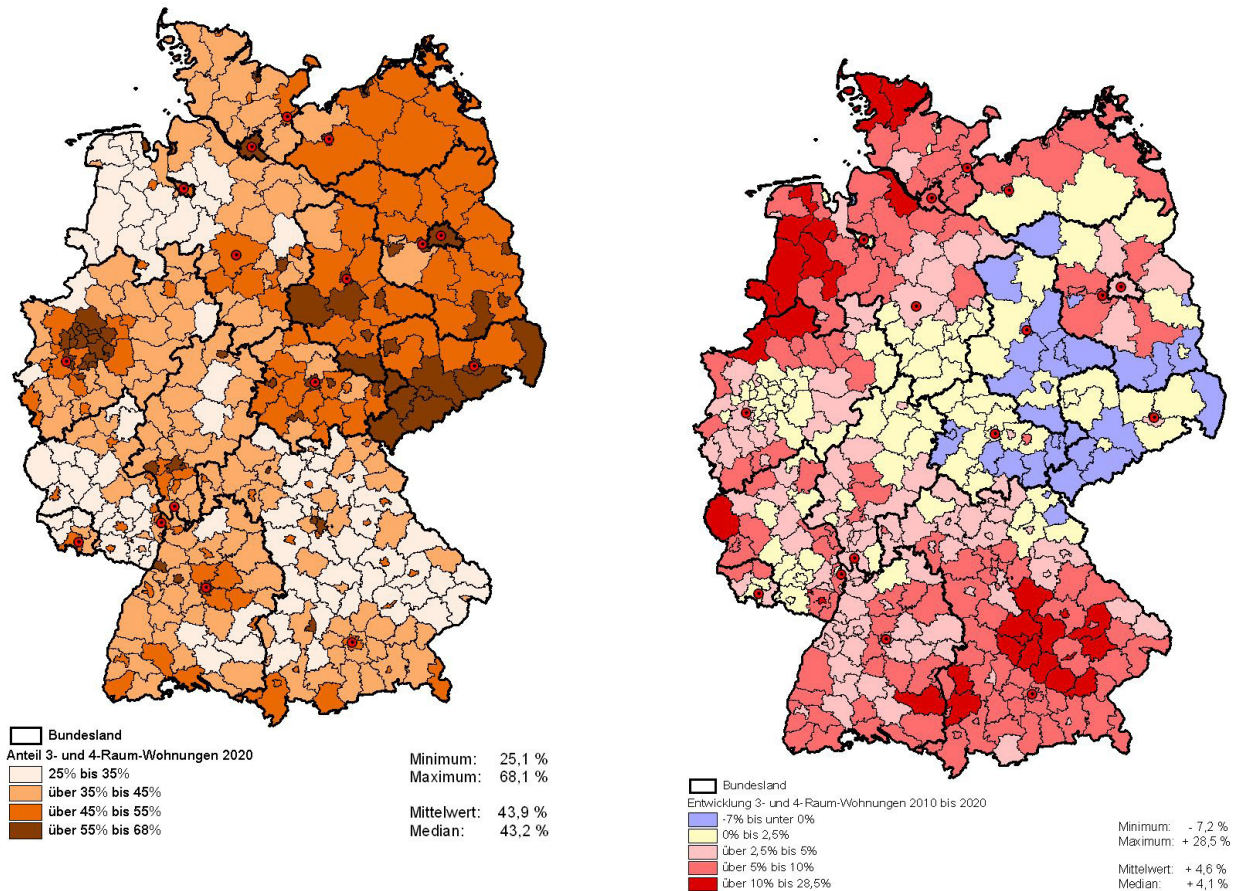 Bundesland
Anteil 3- und 4-Raum-Wohnungen 2020
25% bis 35%
über 35% bis 45%
über 45% bis 55%
über 55% bis 68%
Minimum: 25,1 %
Maximum: 68,1 %
Mittelwert: 43,9 %
Median: 43,2 %
Bundesland
Entwicklung 3- und 4-Raum-Wohnungen 2010 bis 2020
-7% bis unter 0%
0% bis 2,5%
über 2,5% bis 5%
über 5% bis 10%
über 10% bis 28,5%
Minimum: - 7,2 %
Maximum: + 28,5 %
Mittelwert: + 4,6 %
Median: + 4,1 %